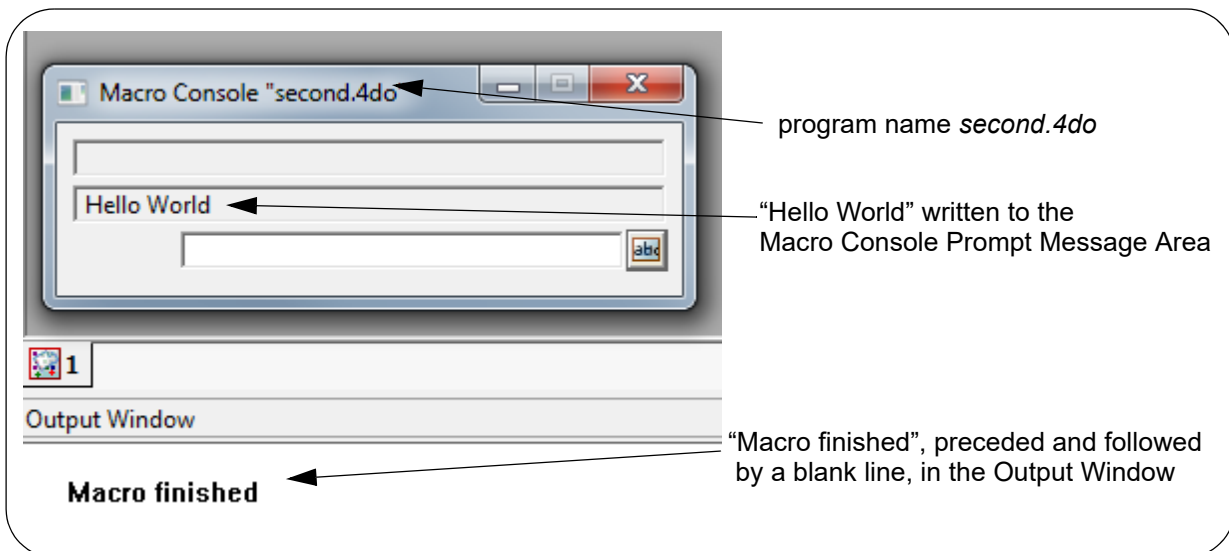 Macro Console "second.4do
program name second.4do
Hello World
“Hello World” written to the
Macro Console Prompt Message Area
abc
1
Output Window
“Macro finished”, preceded and followed
by a blank line, in the Output Window
Macro finished